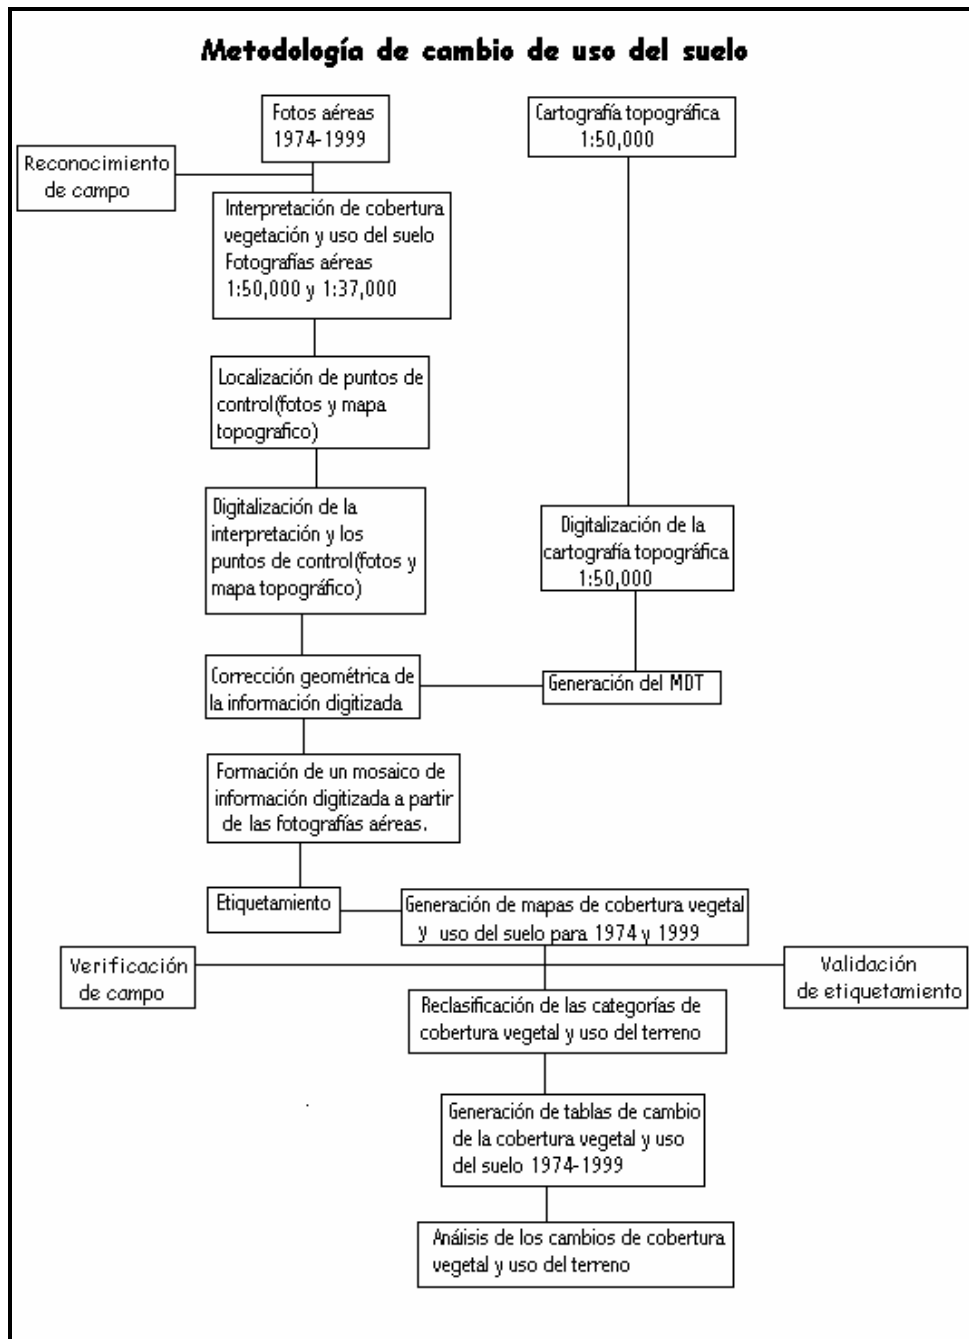 Metodología de cambio de uso del suelo
Fotos aéreas
1974-1999
Cartografía topográfica
1:50,000
Reconocimiento
de campo
Interpretación de cobertura
vegetación y uso del suelo
Fotografías aéreas
1:50,000 y 1:37,000
Localización de puntos de
control(fotos y mapa
topografico)
Digitalización de la
interpretación y los
puntos de control(fotos y
mapa topográfico)
Digitalización de la
cartografía topográfica
1:50,000
Corrección geométrica de
la información digitizada
Generación del MDT
Formación de un mosaico de
información digitizada a partir
de las fotografías aéreas.
Etiquetamiento
Generación de mapas de cobertura vegetal
y uso del suelo para 1974 y 1999
Verificación
de campo
Validación
de etiquetamiento
Reclasificación de las categorías de
cobertura vegetal y uso del terreno
Generación de tablas de cambio
de la cobertura vegetal y uso
del suelo 1974-1999
Análisis de los cambios de cobertura
vegetal y uso del terreno